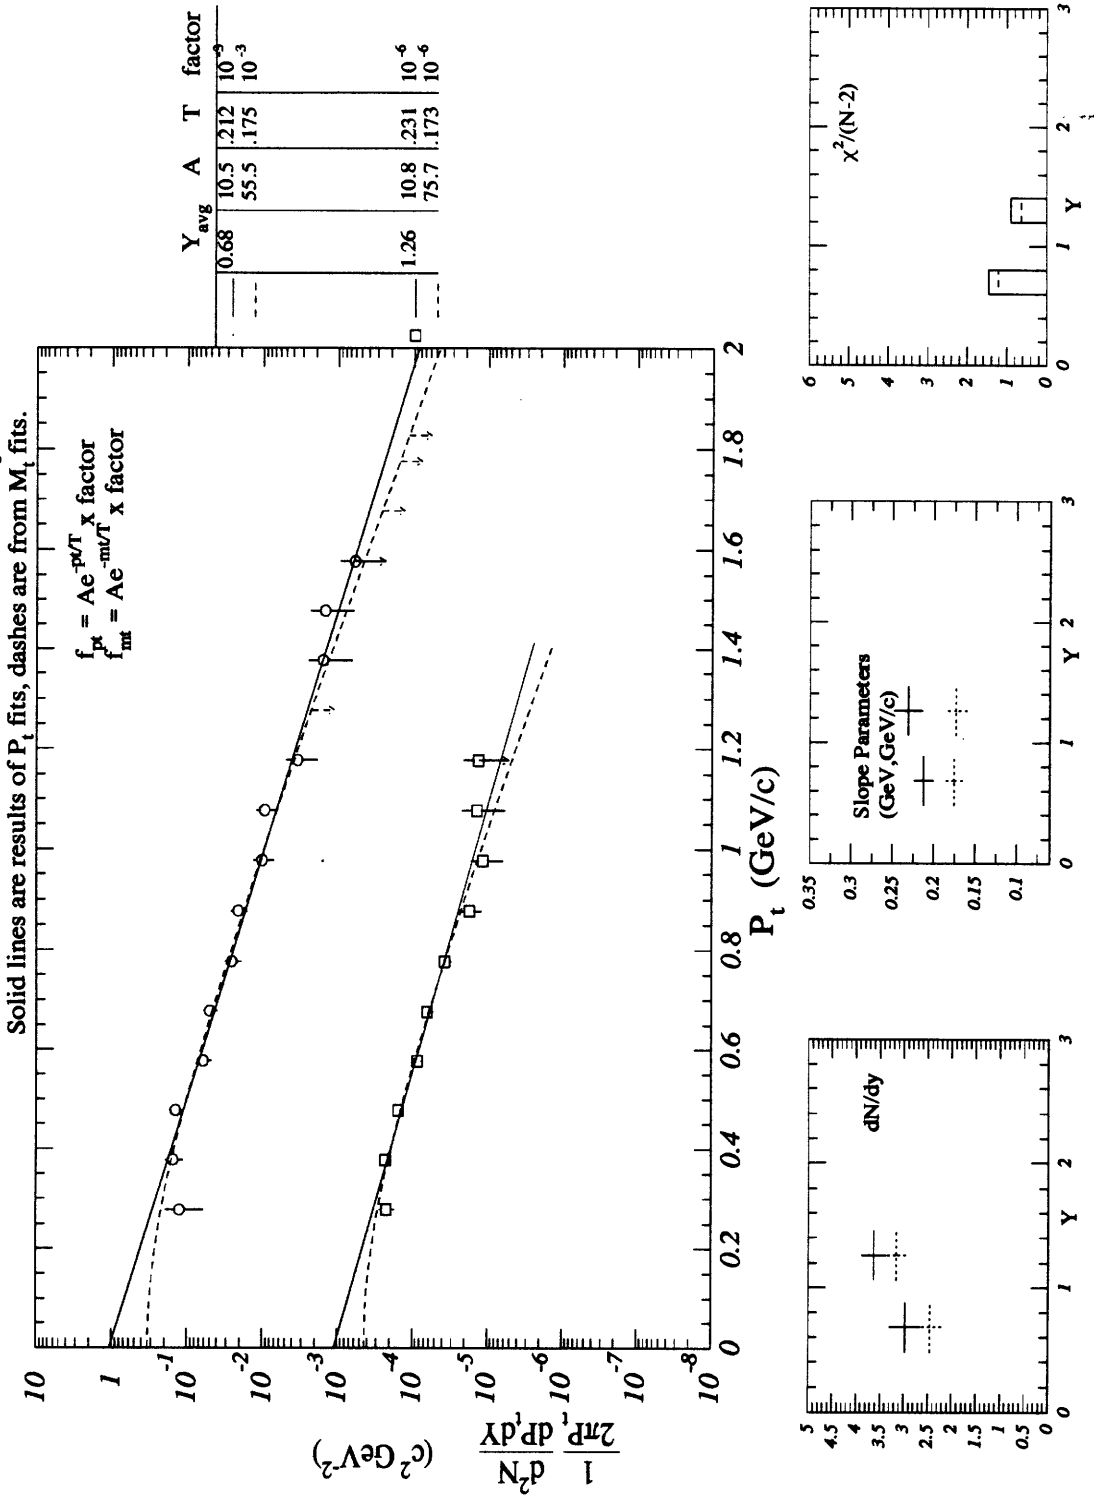 Solid lines are results of Pt fits, dashes are from Mt fits.
f_pt = Ae^-pt/T x factor
f_mt = Ae^-mt/T x factor
Y_avg A T factor
0.68 10.5 .212
55.5 .175 10^-3
1.26 10.8 .231 10^-6
75.7 .173 10^-6
10
1
10^-1
10^-2
10^-3
10^-4
10^-5
10^-6
10^-7
10^-8
1/2πPt d²N/dPt dY (c² GeV^-2)
0 0.2 0.4 0.6 0.8 1 1.2 1.4 1.6 1.8 2
Pt (GeV/c)
dN/dy
5
4.5
4
3.5
3
2.5
2
1.5
1
0.5
0
0 1 2 3
Y
Slope Parameters
(GeV,GeV/c)
0.35
0.3
0.25
0.2
0.15
0.1
0 1 2 3
Y
χ²/(N-2)
6
5
4
3
2
1
0
0 1 2 3
Y